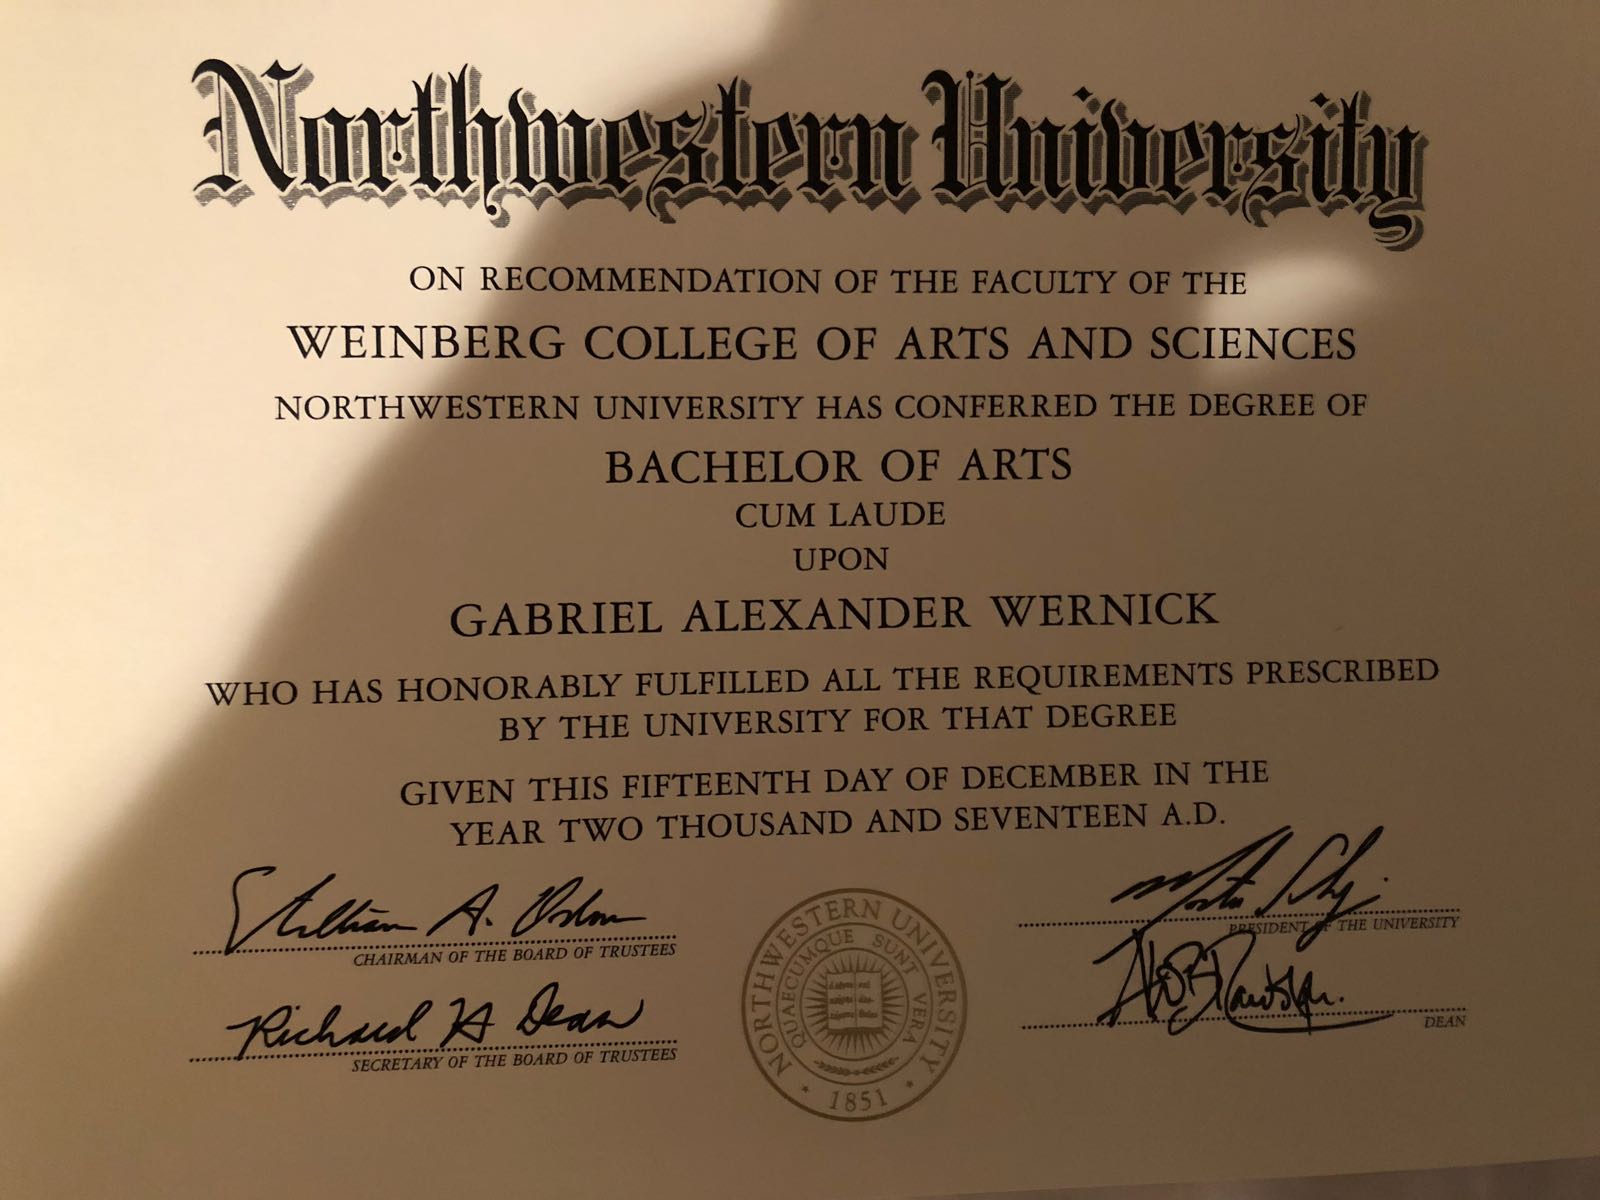 Northwestern University
ON RECOMMENDATION OF THE FACULTY OF THE
WEINBERG COLLEGE OF ARTS AND SCIENCES
NORTHWESTERN UNIVERSITY HAS CONFERRED THE DEGREE OF
BACHELOR OF ARTS
CUM LAUDE
UPON
GABRIEL ALEXANDER WERNICK
WHO HAS HONORABLY FULFILLED ALL THE REQUIREMENTS PRESCRIBED
BY THE UNIVERSITY FOR THAT DEGREE
GIVEN THIS FIFTEENTH DAY OF DECEMBER IN THE
YEAR TWO THOUSAND AND SEVENTEEN A.D.
William A. Osborn
CHAIRMAN OF THE BOARD OF TRUSTEES
Richard H Dean
SECRETARY OF THE BOARD OF TRUSTEES
NORTHWESTERN UNIVERSITY
QUAECUMQUE SUNT VERA
1851
PRESIDENT OF THE UNIVERSITY
DEAN